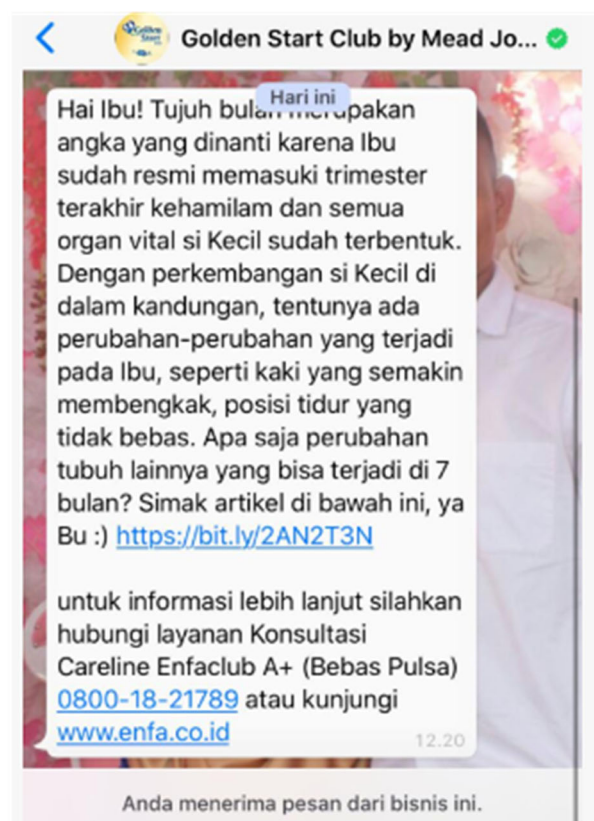 Golden Start Club by Mead Jo...
Hari ini
Hai Ibu! Tujuh bulan merupakan
angka yang dinanti karena Ibu
sudah resmi memasuki trimester
terakhir kehamilam dan semua
organ vital si Kecil sudah terbentuk.
Dengan perkembangan si Kecil di
dalam kandungan, tentunya ada
perubahan-perubahan yang terjadi
pada Ibu, seperti kaki yang semakin
membengkak, posisi tidur yang
tidak bebas. Apa saja perubahan
tubuh lainnya yang bisa terjadi di 7
bulan? Simak artikel di bawah ini, ya
Bu :) https://bit.ly/2AN2T3N
untuk informasi lebih lanjut silahkan
hubungi layanan Konsultasi
Careline Enfaclub A+ (Bebas Pulsa)
0800-18-21789 atau kunjungi
www.enfa.co.id
12.20
Anda menerima pesan dari bisnis ini.